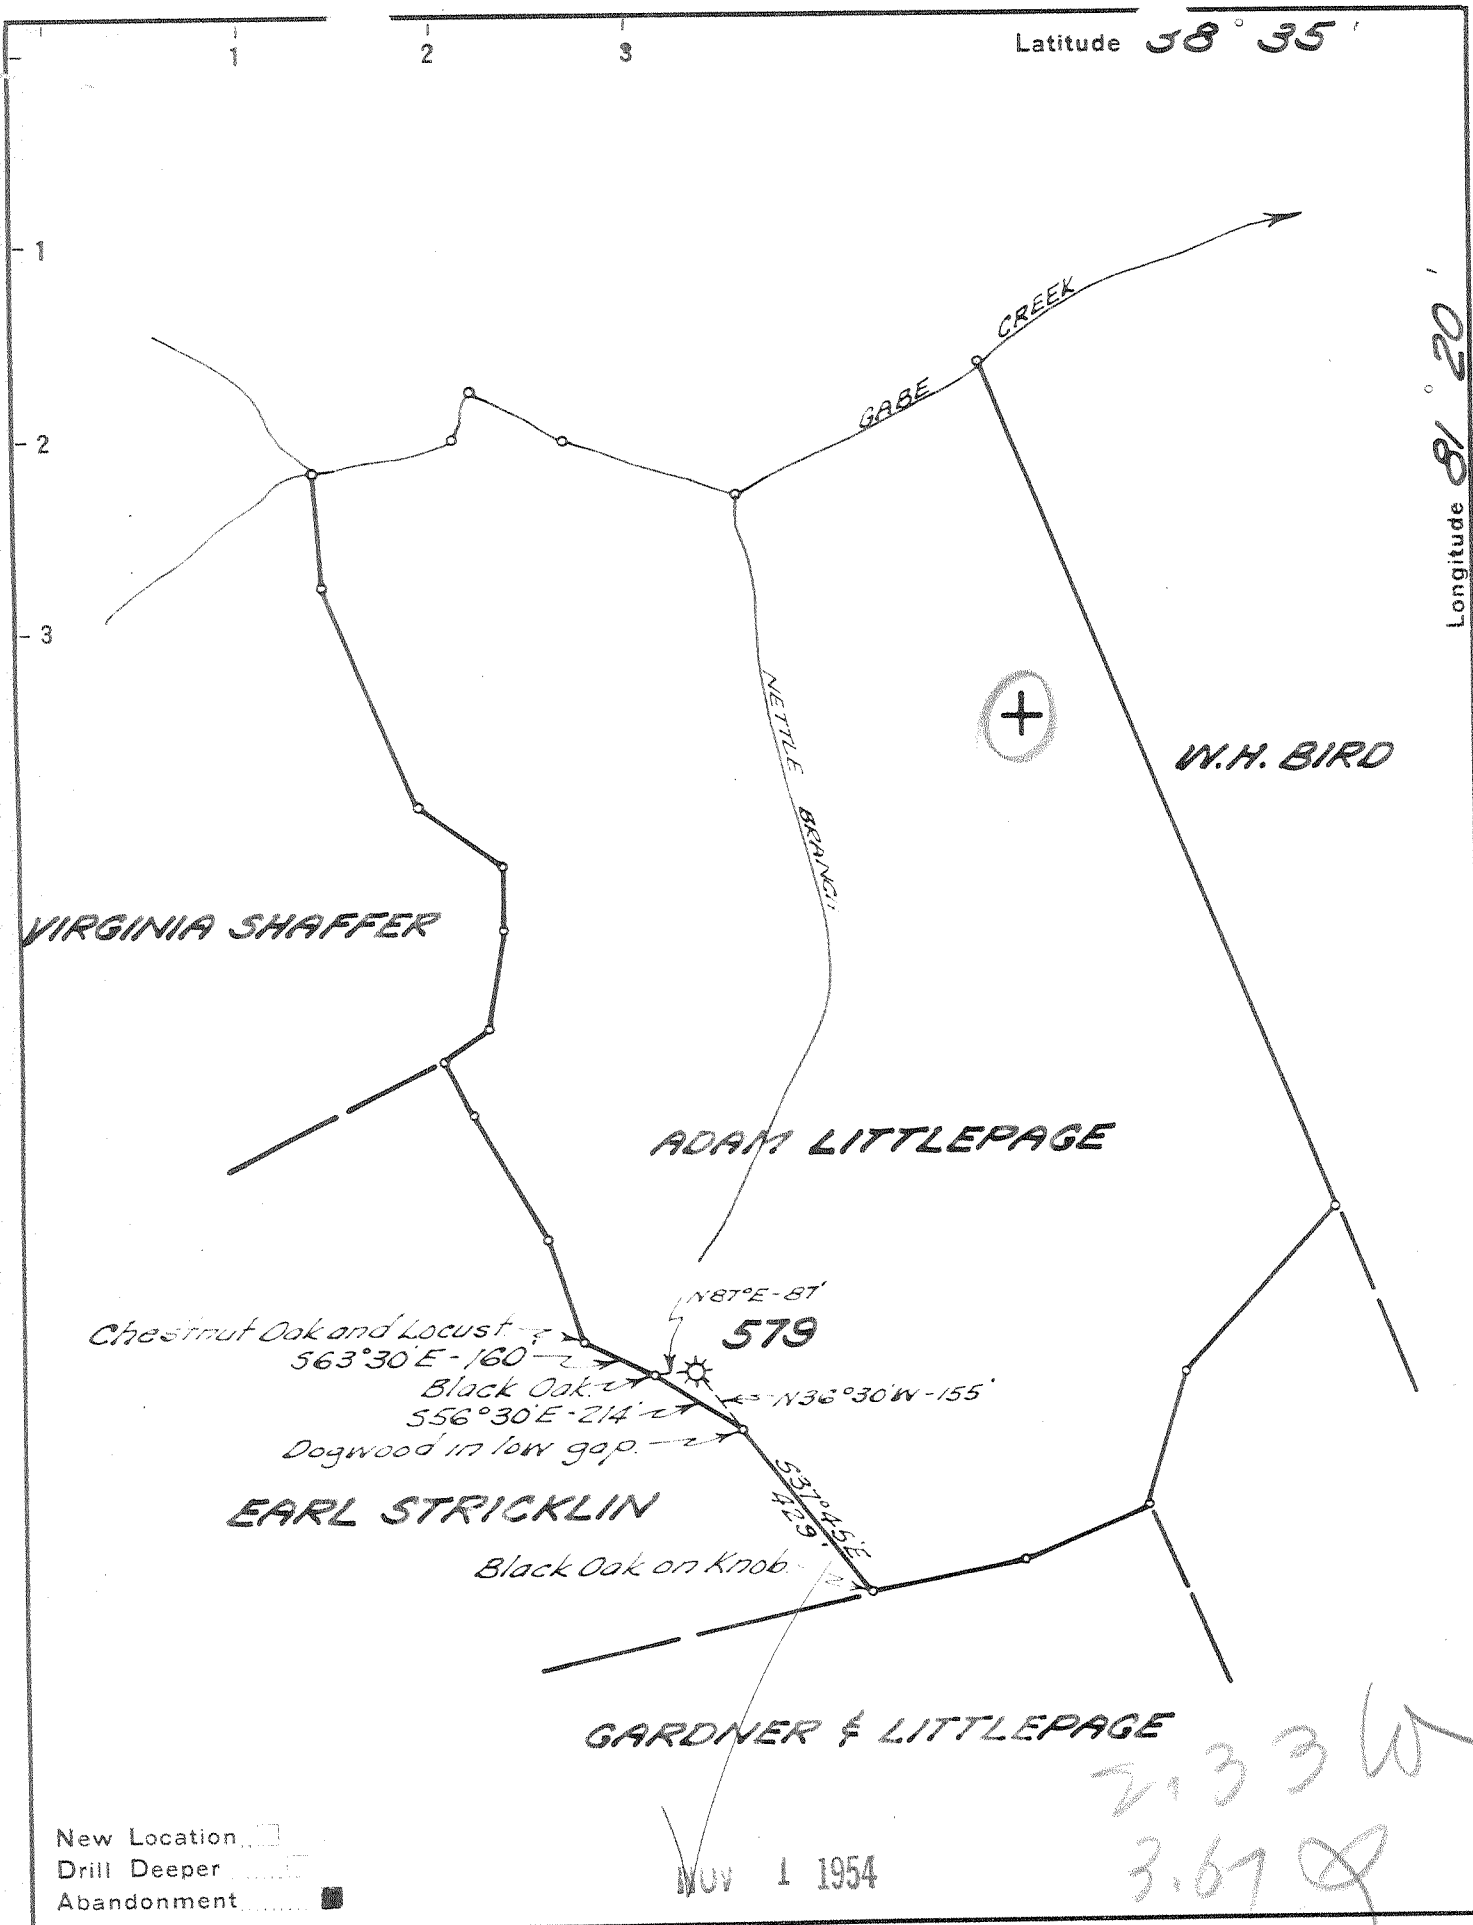 Latitude 38° 35'
1 2 3
1
2
3
Longitude 81° 20'
GABE CREEK
NETTLE BRANCH
W.H. BIRD
VIRGINIA SHAFFER
ADAM LITTLEPAGE
N87°E-87'
579
Chestnut Oak and Locust
S63°30'E-160'
Black Oak
S56°30'E-214'
N36°30'W-155'
Dogwood in low gap.
S37°45'E
429'
EARL STRICKLIN
Black Oak on Knob
GARDNER & LITTLEPAGE
2.33 W
3.67
New Location
Drill Deeper
Abandonment
NOV 1 1954